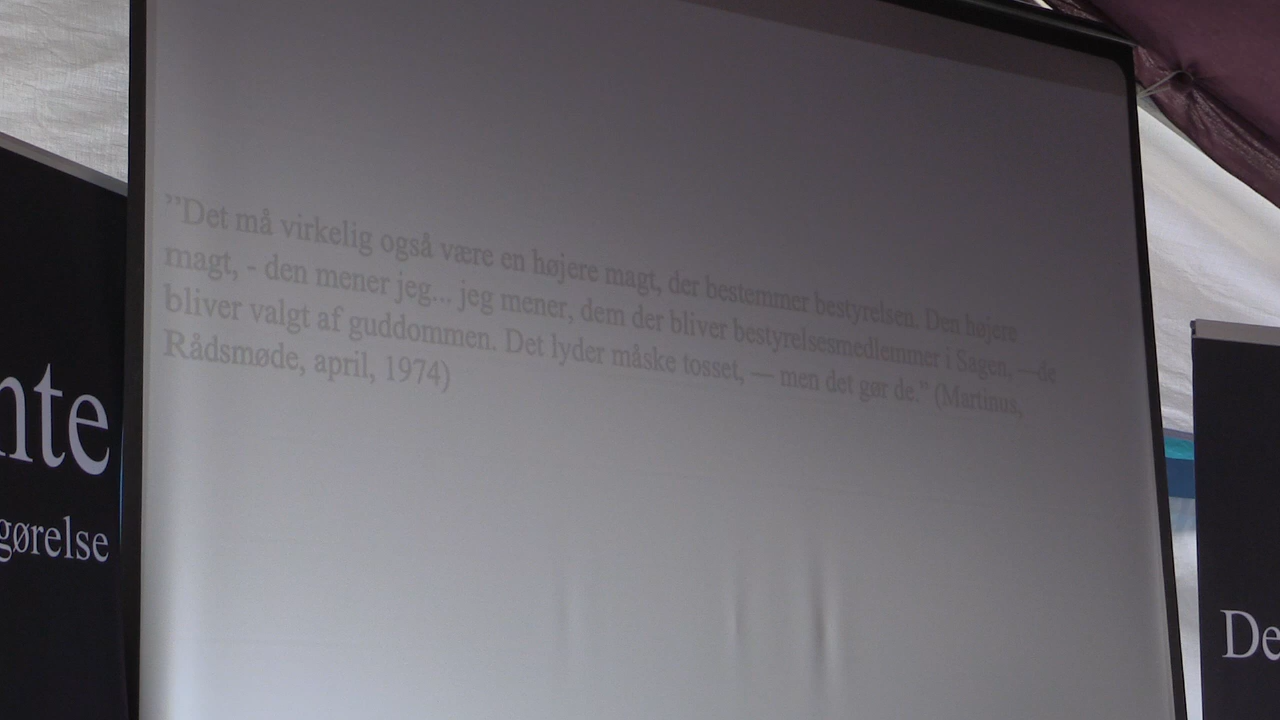 ”Det må virkelig også være en højere magt, der bestemmer bestyrelsen. Den højere
magt, - den mener jeg... jeg mener, dem der bliver bestyrelsesmedlemmer i Sagen, —de
bliver valgt af guddommen. Det lyder måske tosset, — men det gør de.” (Martinus,
Rådsmøde, april, 1974)
nte
gørelse
De